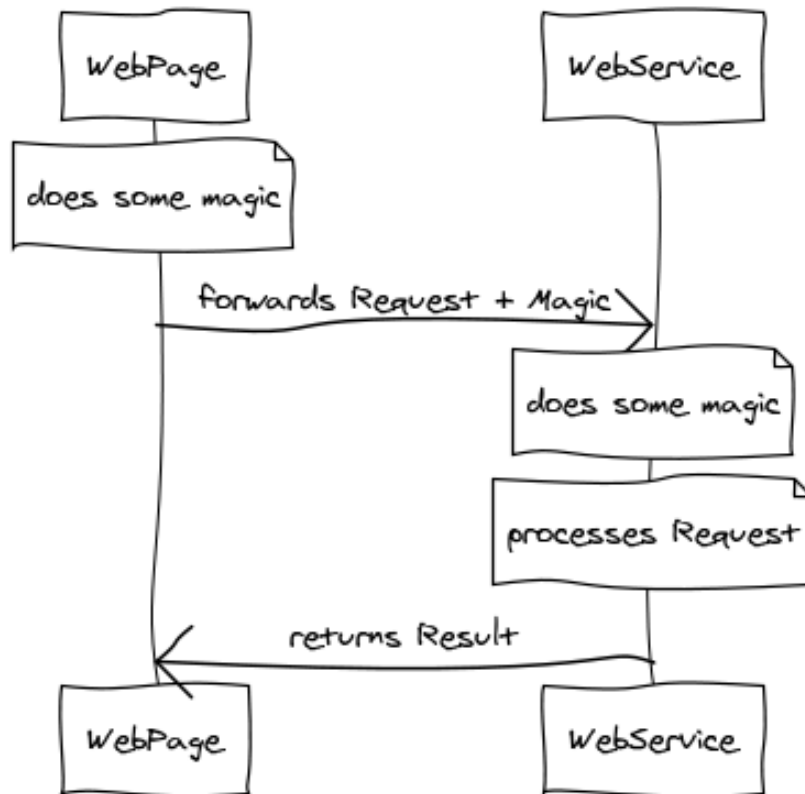 WebPage
WebService
does some magic
forwards Request + Magic
does some magic
processes Request
returns Result
WebPage
WebService